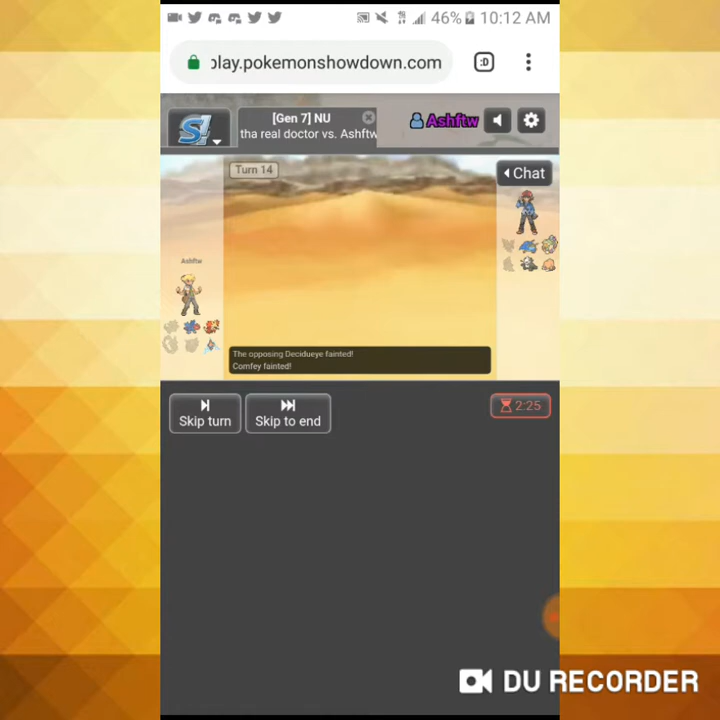 46% 10:12 AM
play.pokemonshowdown.com
:D
S!
[Gen 7] NU
tha real doctor vs. Ashftw
Ashftw
Turn 14
Chat
Ashftw
The opposing Decidueye fainted!
Comfey fainted!
Skip turn
Skip to end
2:25
DU RECORDER